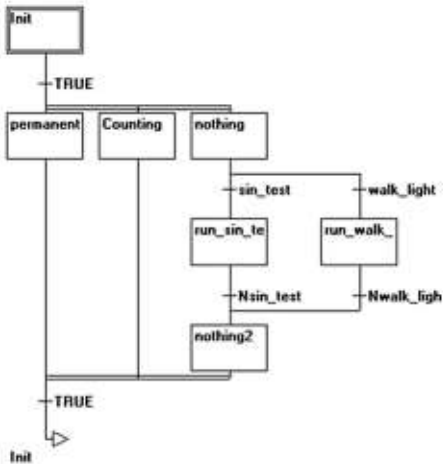 Init
TRUE
permanent Counting nothing
sin_test walk_light
run_sin_te run_walk_
Nsin_test Nwalk_ligh
nothing2
TRUE
Init